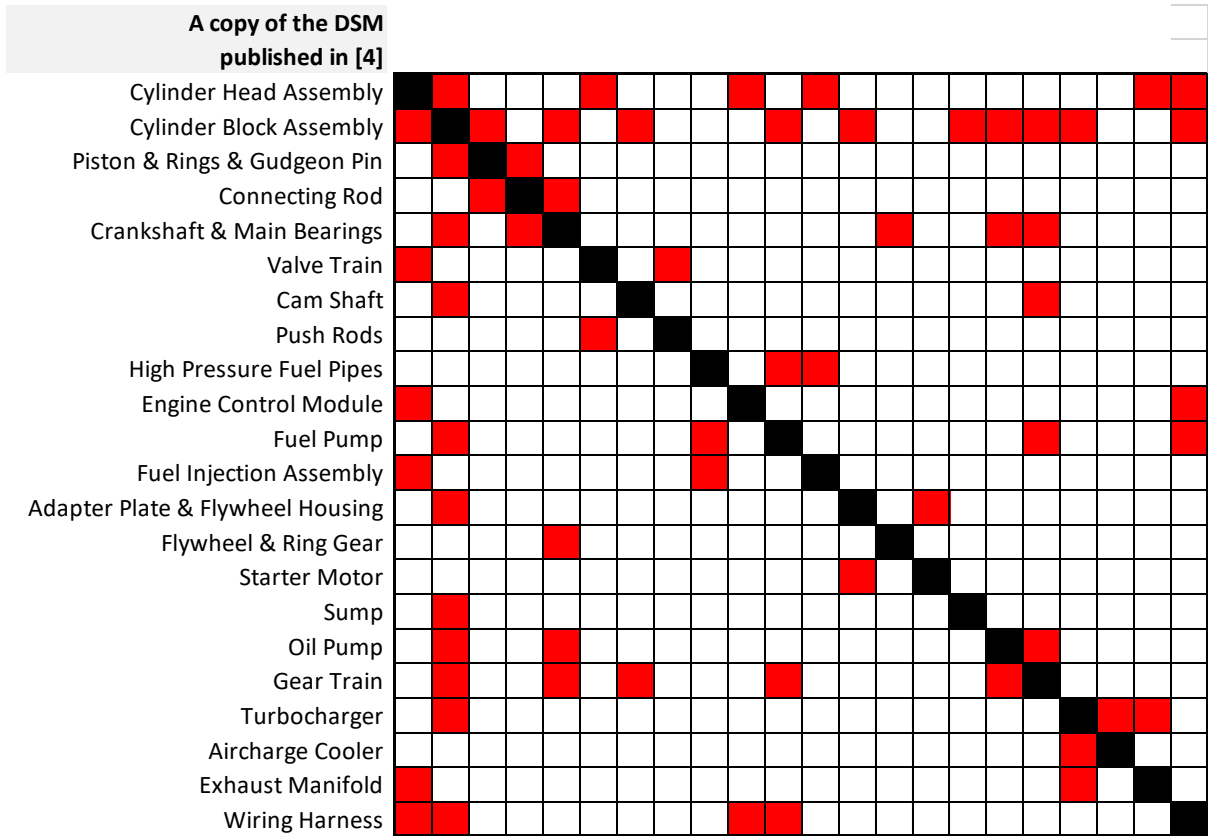 A copy of the DSM
published in [4]
Cylinder Head Assembly
Cylinder Block Assembly
Piston & Rings & Gudgeon Pin
Connecting Rod
Crankshaft & Main Bearings
Valve Train
Cam Shaft
Push Rods
High Pressure Fuel Pipes
Engine Control Module
Fuel Pump
Fuel Injection Assembly
Adapter Plate & Flywheel Housing
Flywheel & Ring Gear
Starter Motor
Sump
Oil Pump
Gear Train
Turbocharger
Aircharge Cooler
Exhaust Manifold
Wiring Harness